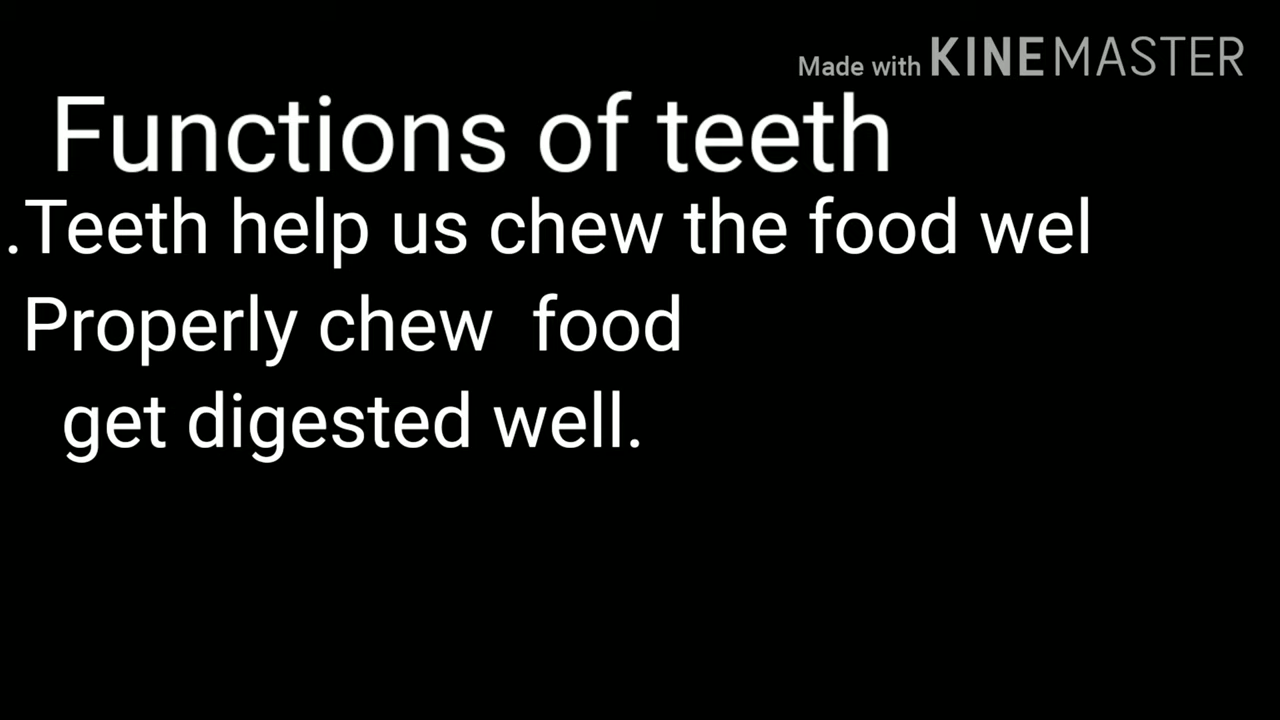 Made with KINEMASTER
Functions of teeth
.Teeth help us chew the food wel
Properly chew food
get digested well.